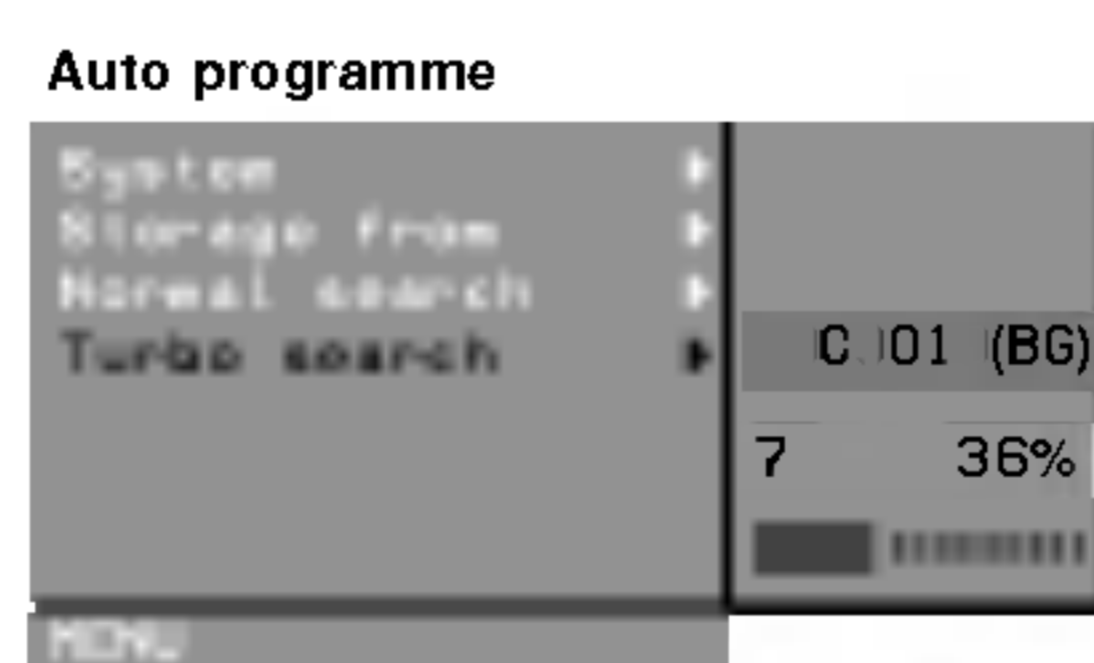 Auto programme
System
Storage from
Normal search
Turbo search
C 01 (BG)
7 36%
MENU